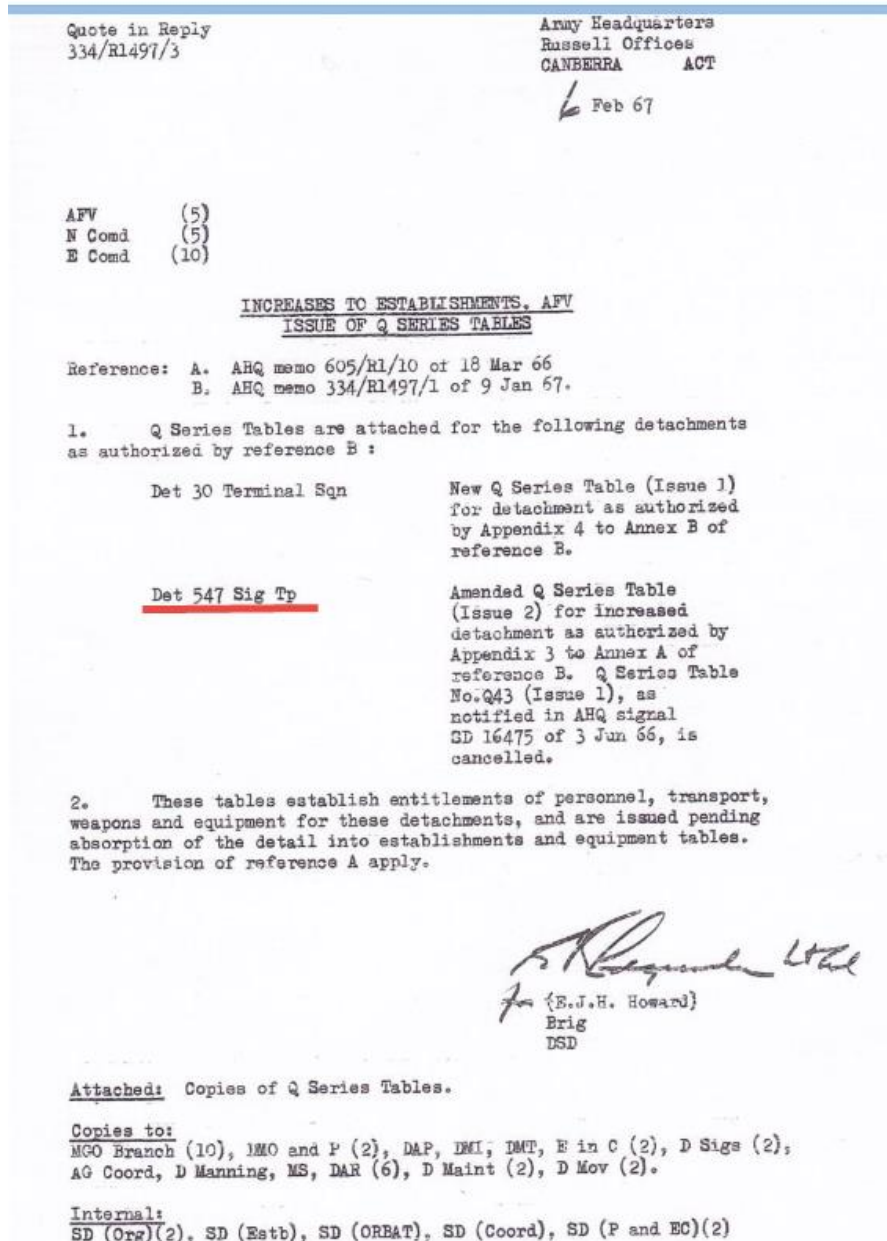 Quote in Reply
334/R1497/3
Army Headquarters
Russell Offices
CANBERRA ACT
6 Feb 67
AFV (5)
N Comd (5)
E Comd (10)
INCREASES TO ESTABLISHMENTS, AFV
ISSUE OF Q SERIES TABLES
Reference: A. AHQ memo 605/R1/10 of 18 Mar 66
B. AHQ memo 334/R1497/1 of 9 Jan 67.
1. Q Series Tables are attached for the following detachments
as authorized by reference B :
Det 30 Terminal Sqn
New Q Series Table (Issue 1)
for detachment as authorized
by Appendix 4 to Annex B of
reference B.
Det 547 Sig Tp
Amended Q Series Table
(Issue 2) for increased
detachment as authorized by
Appendix 3 to Annex A of
reference B. Q Series Table
No.Q43 (Issue 1), as
notified in AHQ signal
SD 16475 of 3 Jun 66, is
cancelled.
2. These tables establish entitlements of personnel, transport,
weapons and equipment for these detachments, and are issued pending
absorption of the detail into establishments and equipment tables.
The provision of reference A apply.
Lt Col
for (E.J.H. Howard)
Brig
DSD
Attached: Copies of Q Series Tables.
Copies to:
MGO Branch (10), DMO and P (2), DAP, DMI, DMT, E in C (2), D Sigs (2),
AG Coord, D Manning, MS, DAR (6), D Maint (2), D Mov (2).
Internal:
SD (Org)(2), SD (Estb), SD (ORBAT), SD (Coord), SD (P and EC)(2)